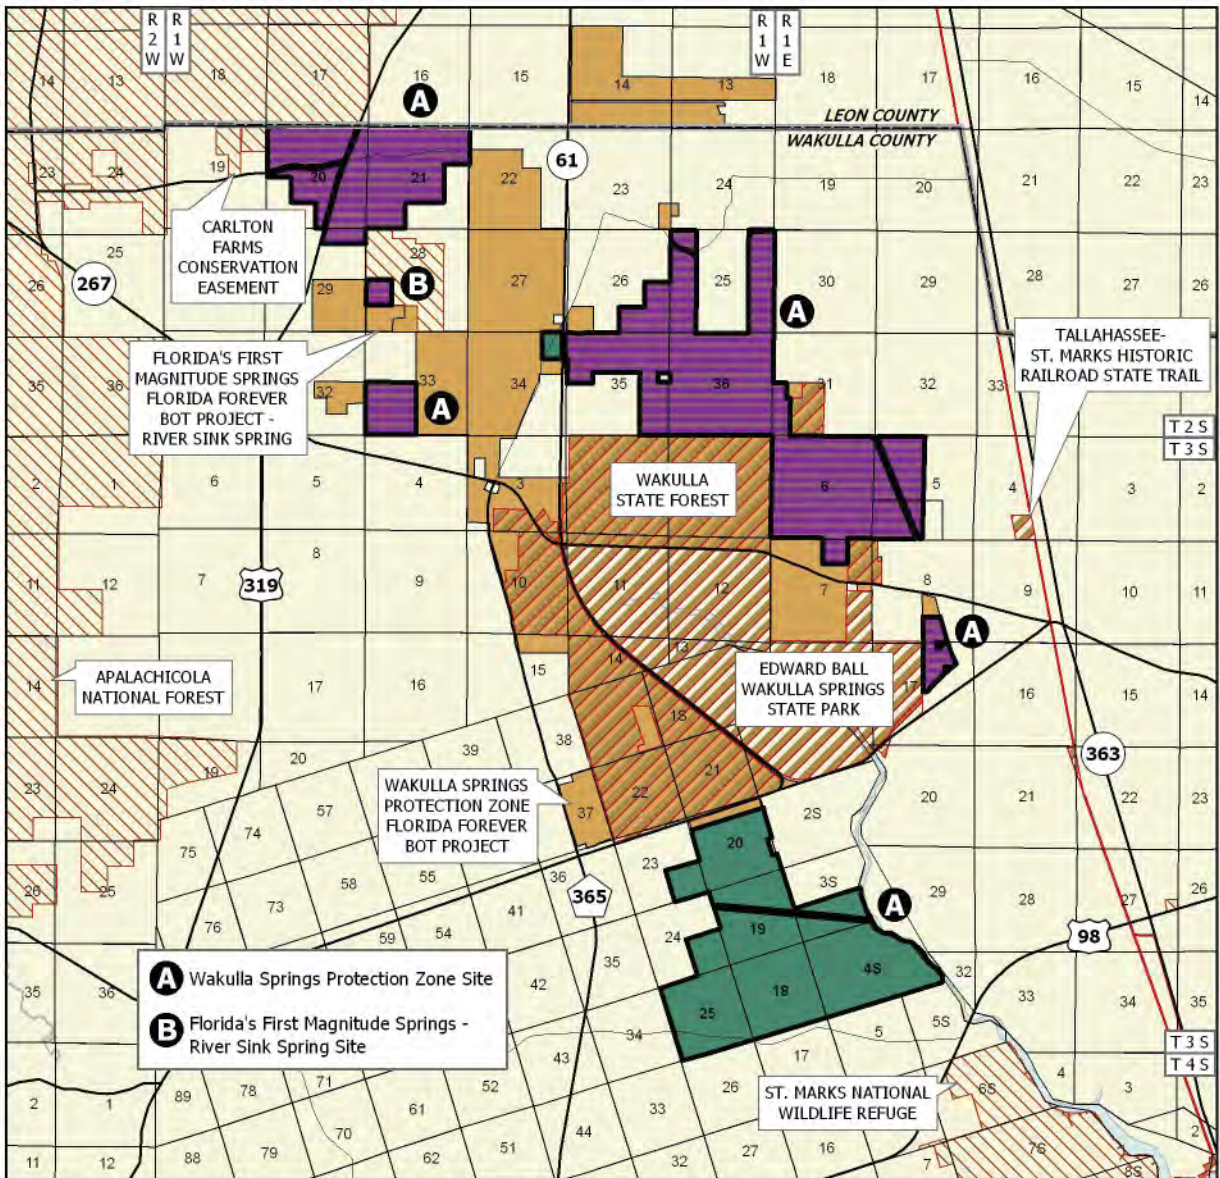 R R
2 1
W W
R R
1 1
W E
14 13 18 17 16 15 14 13 18 17 16 15 14
A
LEON COUNTY
WAKULLA COUNTY
61
23 24 19 20 21 22 23 24 19 20 21 22 23
CARLTON
FARMS
CONSERVATION
EASEMENT
267
26 25 29 28 27 26 25 30 29 28 27 26
B
A
FLORIDA'S FIRST
MAGNITUDE SPRINGS
FLORIDA FOREVER
BOT PROJECT -
RIVER SINK SPRING
TALLAHASSEE-
ST. MARKS HISTORIC
RAILROAD STATE TRAIL
35 36 32 33 34 35 36 31 32 33
A
T 2 S
T 3 S
WAKULLA
STATE FOREST
2 1 6 5 4 3 6 5 4 3 2
319
11 12 7 8 9 10 11 12 7 8 9 10 11
A
APALACHICOLA
NATIONAL FOREST
EDWARD BALL
WAKULLA SPRINGS
STATE PARK
14 17 16 15 14 13 17 16 15 14
1S
363
23 24 19 20 39 38 21 20 21 22 23
WAKULLA SPRINGS
PROTECTION ZONE
FLORIDA FOREVER
BOT PROJECT
57 37 22 2S
75 74 23 20
26 25 73 58 55 36 3S 29 28 27 26
365
A
98
76 59 54 41 24 19
A Wakulla Springs Protection Zone Site
B Florida's First Magnitude Springs -
River Sink Spring Site
35 36 42 35 18 4S 32 33 34 35
34 25 5 5S
T 3 S
T 4 S
43 17
ST. MARKS NATIONAL
WILDLIFE REFUGE
2 1 89 78 71 52 26 6S 4 3
61 33
70 44 2
11 12 88 79 62 51 32 27 16 7 7S 8S